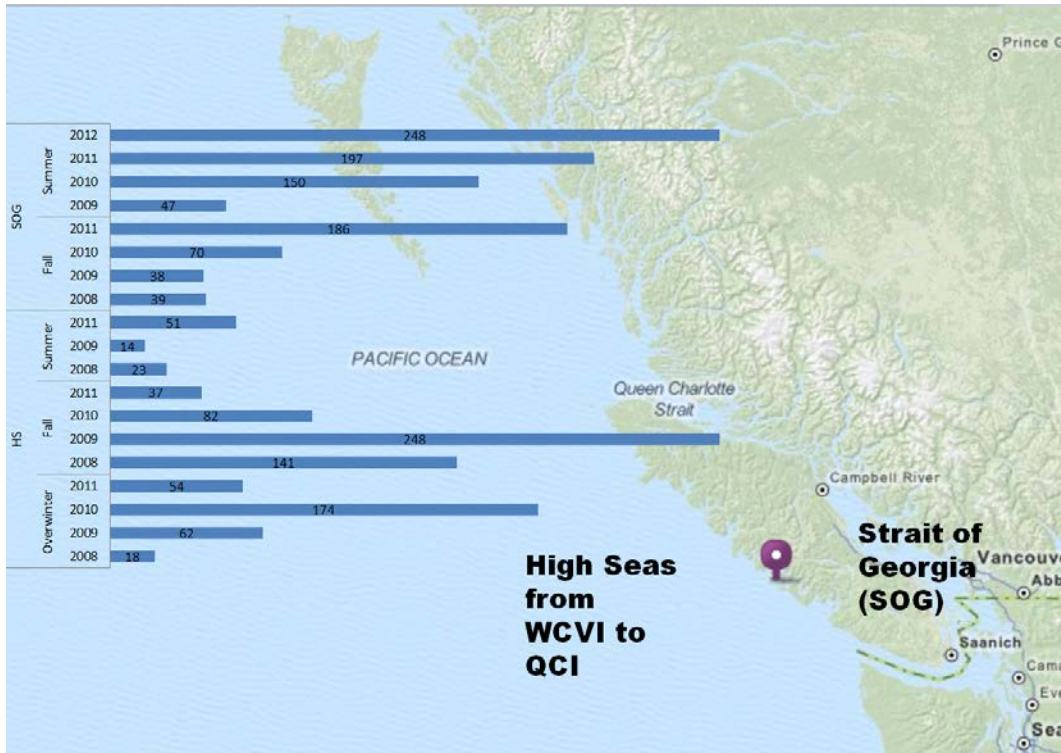 Prince G
SOG
Summer
2012 248
2011 197
2010 150
2009 47
Fall
2011 186
2010 70
2009 38
2008 39
HS
Summer
2011 51
2009 14
2008 23
Fall
2011 37
2010 82
2009 248
2008 141
Overwinter
2011 54
2010 174
2009 62
2008 18
PACIFIC OCEAN
Queen Charlotte
Strait
Campbell River
High Seas
from
WCVI to
QCI
Strait of
Georgia
(SOG)
Vancouve
Abb
Saanich
Cama
Eve
Sea